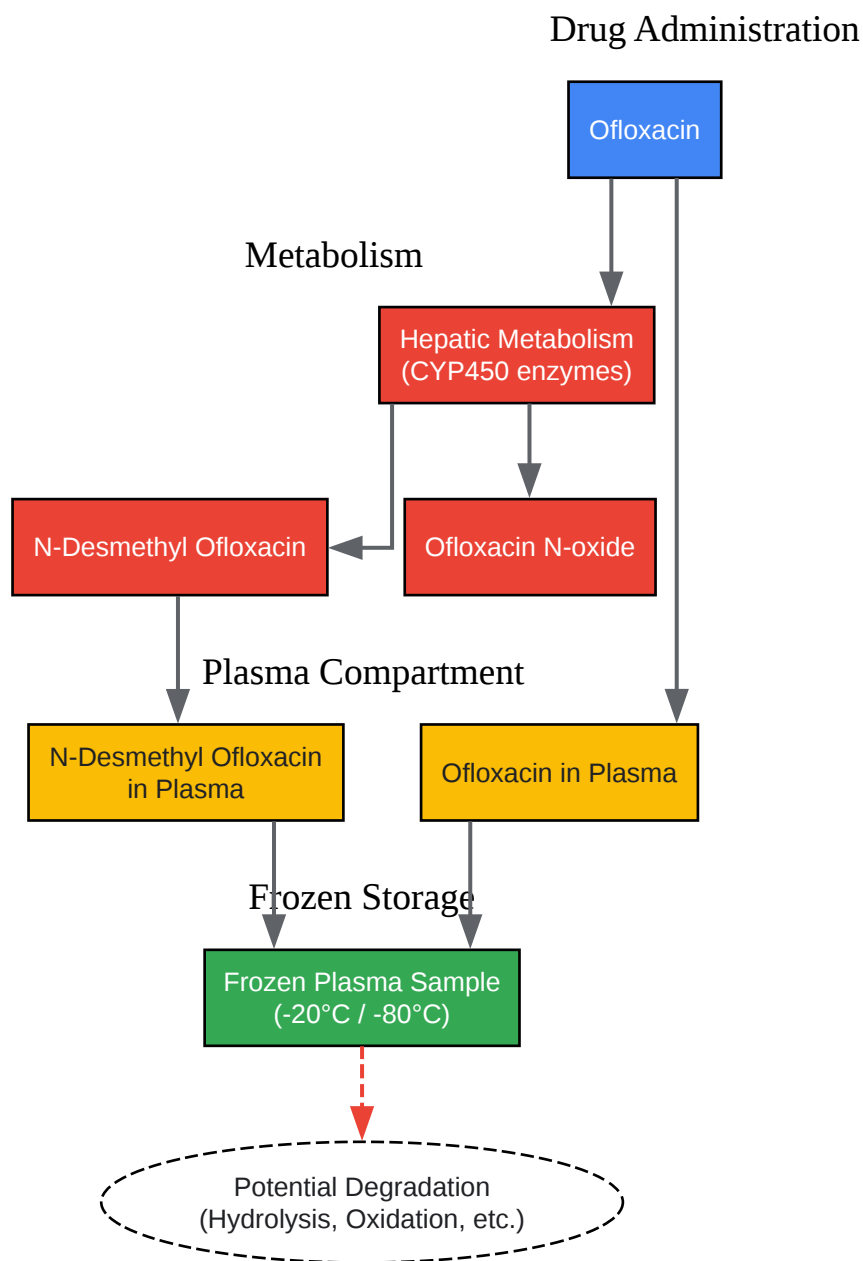 Drug Administration
Ofloxacin
Metabolism
Hepatic Metabolism
(CYP450 enzymes)
N-Desmethyl Ofloxacin
Ofloxacin N-oxide
Plasma Compartment
N-Desmethyl Ofloxacin
in Plasma
Ofloxacin in Plasma
Frozen Storage
Frozen Plasma Sample
(-20°C / -80°C)
Potential Degradation
(Hydrolysis, Oxidation, etc.)